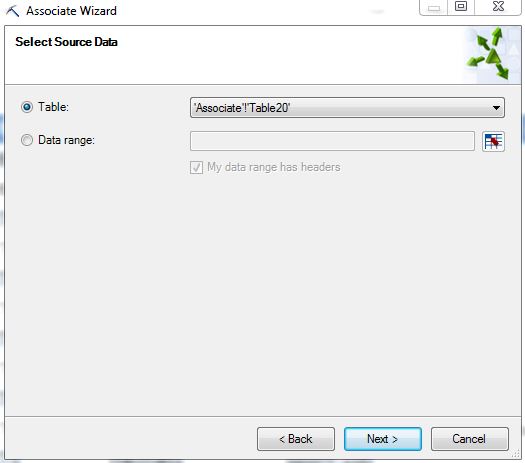 Associate Wizard
Select Source Data
Table:
'Associate'!'Table20'
Data range:
My data range has headers
< Back
Next >
Cancel